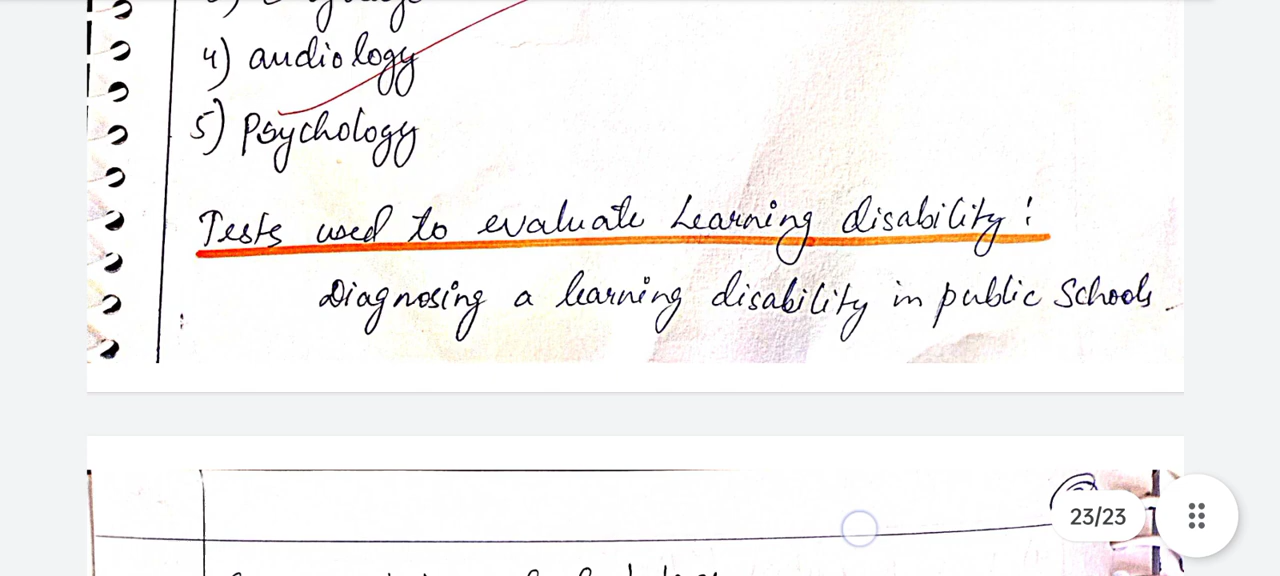 4) audiology
5) Psychology
Tests used to evaluate Learning disability :
Diagnosing a learning disability in public Schools
23/23